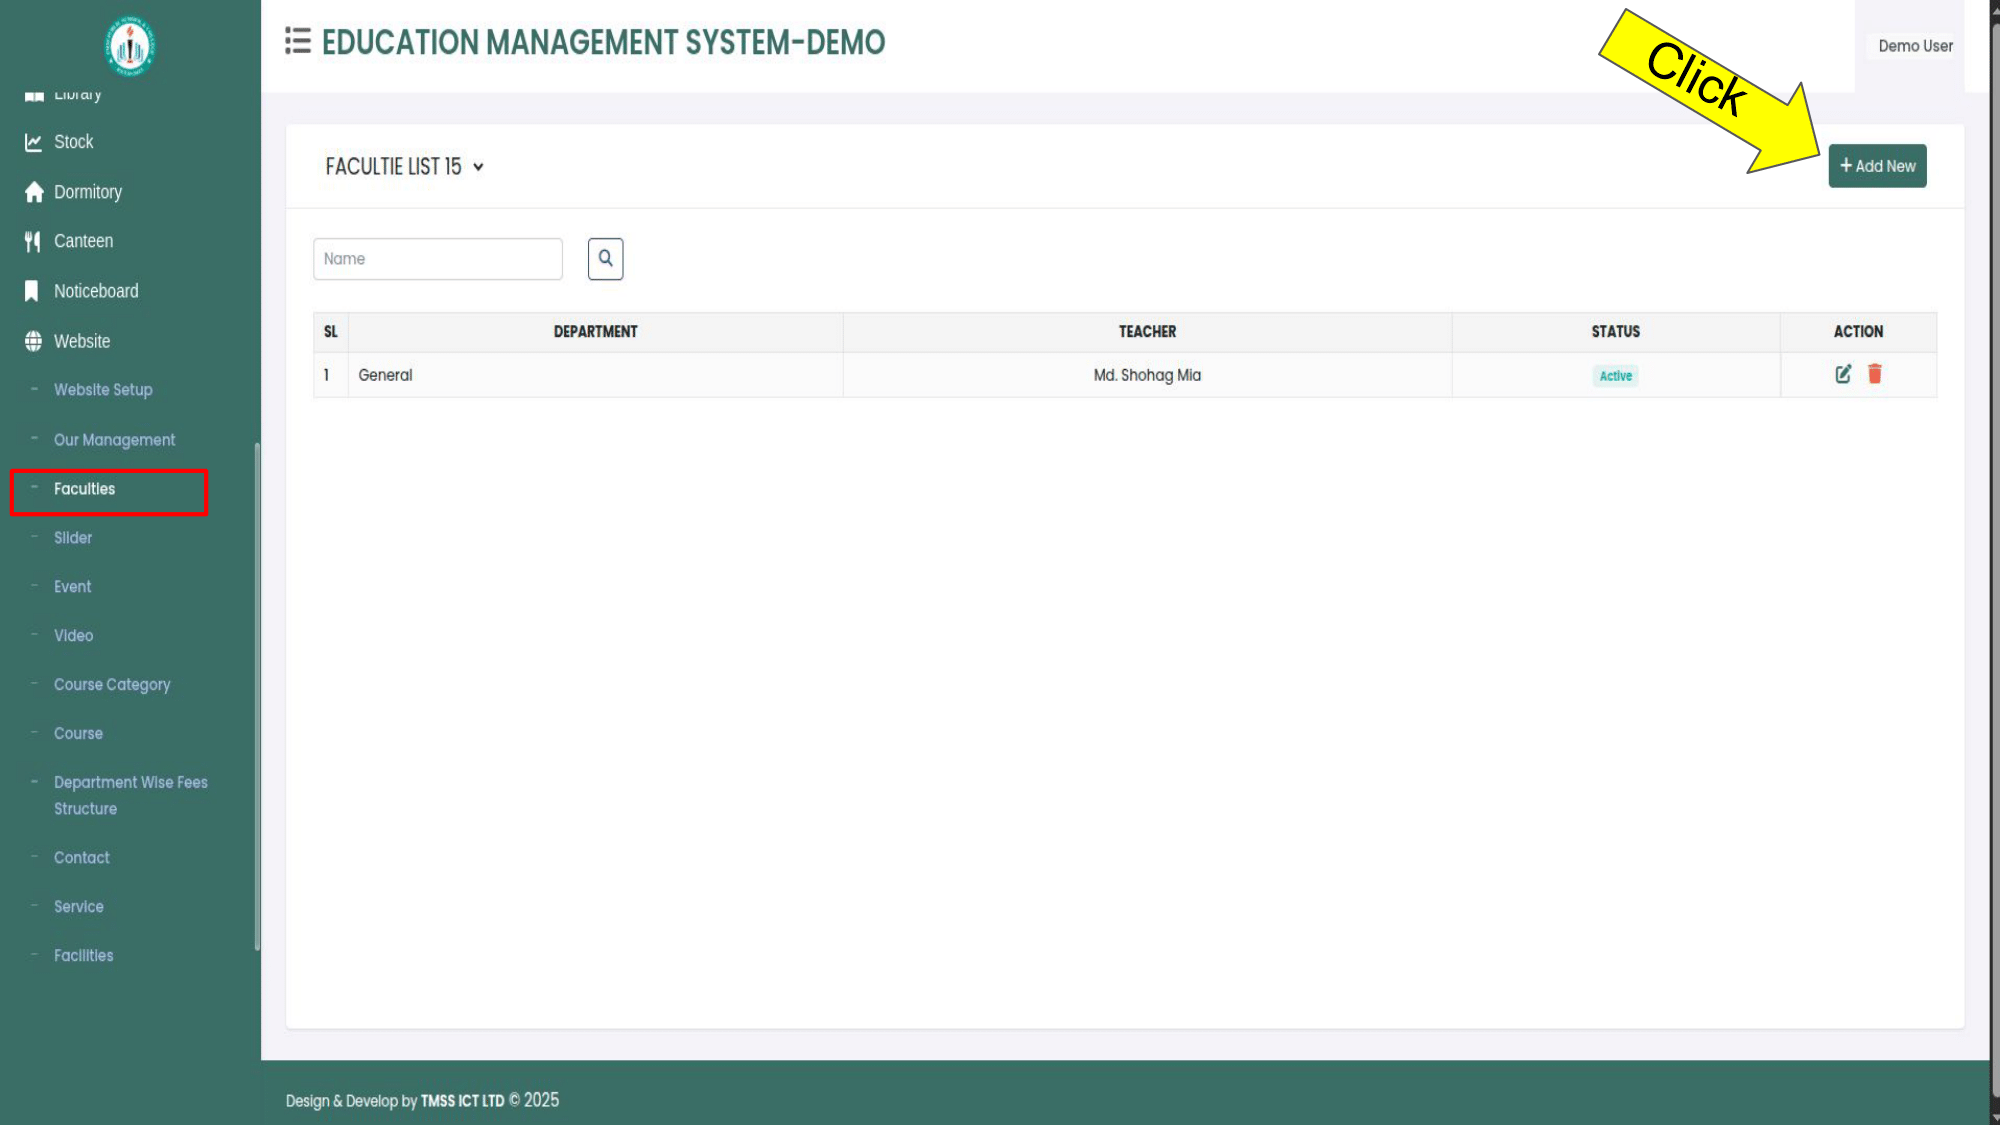 EDUCATION MANAGEMENT SYSTEM-DEMO
Demo User
Click
Library
Stock
Dormitory
Canteen
Noticeboard
Website
- Website Setup
- Our Management
- Faculties
- Slider
- Event
- Video
- Course Category
- Course
- Department Wise Fees
Structure
- Contact
- Service
- Facilities
FACULTIE LIST 15
+ Add New
Name
SL DEPARTMENT TEACHER STATUS ACTION
1 General Md. Shohag Mia Active
Design & Develop by TMSS ICT LTD © 2025